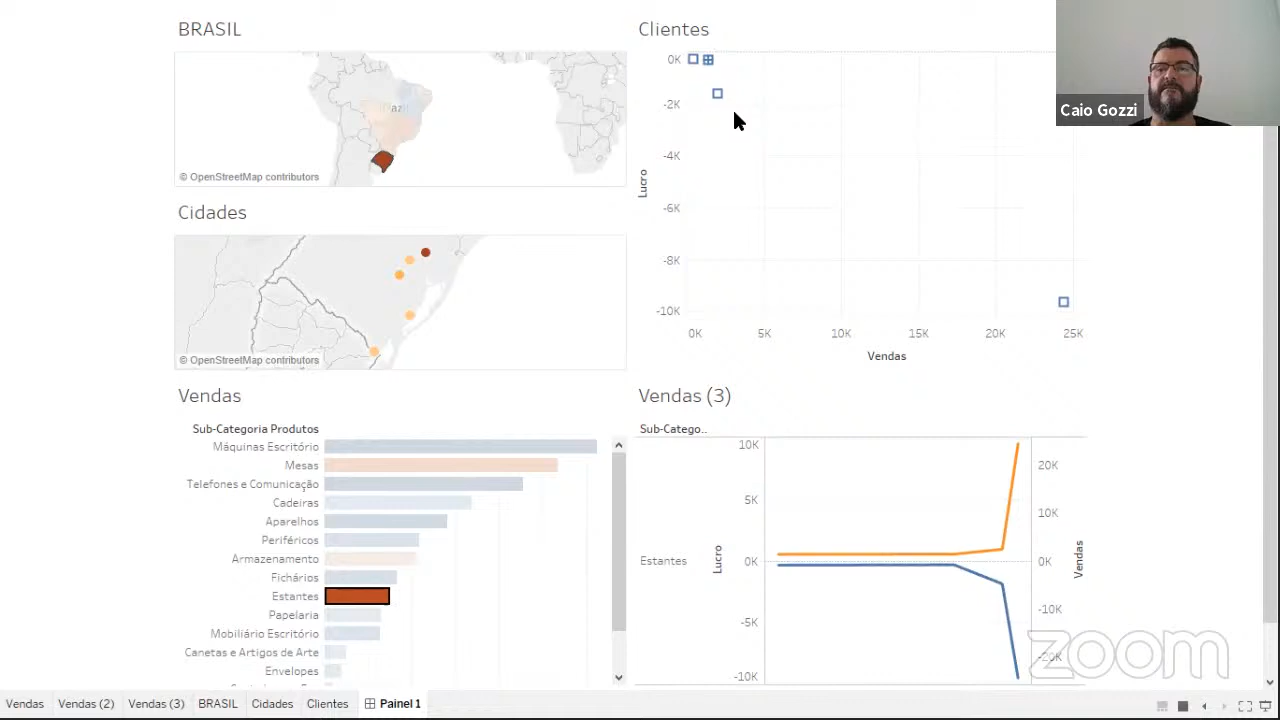 BRASIL
Brazil
© OpenStreetMap contributors
Cidades
© OpenStreetMap contributors
Vendas
Sub-Categoria Produtos
Máquinas Escritório
Mesas
Telefones e Comunicação
Cadeiras
Aparelhos
Periféricos
Armazenamento
Fichários
Estantes
Papelaria
Mobiliário Escritório
Canetas e Artigos de Arte
Envelopes
Clientes
0K
-2K
-4K
-6K
-8K
-10K
Lucro
0K 5K 10K 15K 20K 25K
Vendas
Caio Gozzi
Vendas (3)
Sub-Catego..
Estantes
Lucro
10K
5K
0K
-5K
-10K
20K
10K
0K
-10K
-20K
Vendas
zoom
Vendas Vendas (2) Vendas (3) BRASIL Cidades Clientes Painel 1